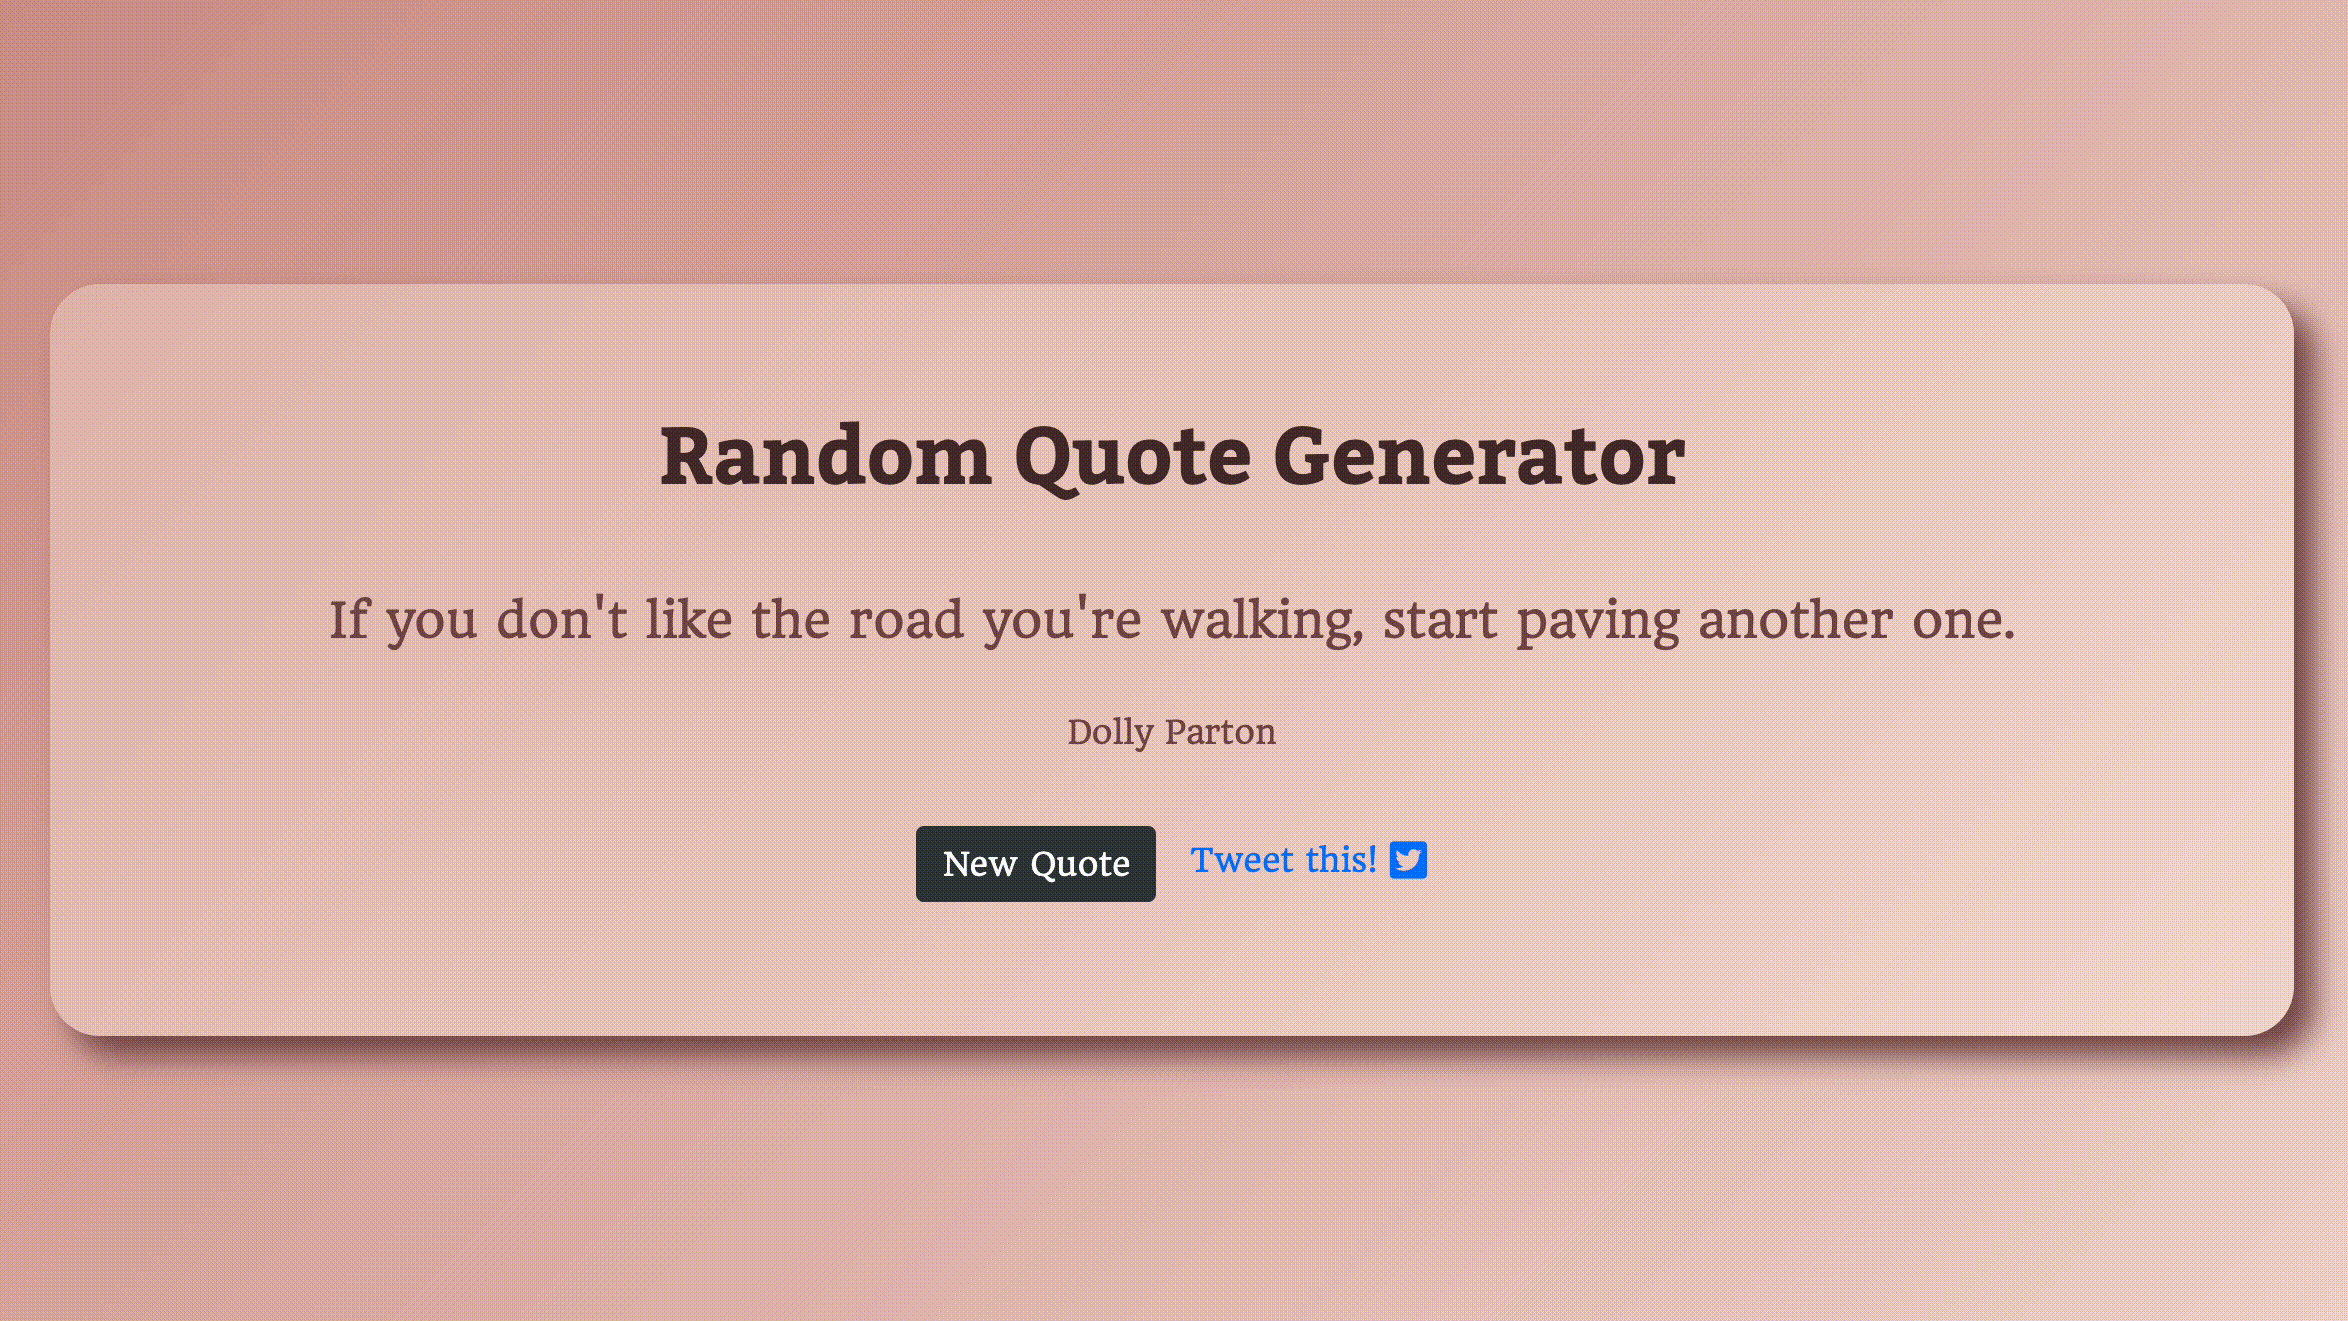 Random Quote Generator
If you don't like the road you're walking, start paving another one.
Dolly Parton
New Quote
Tweet this!